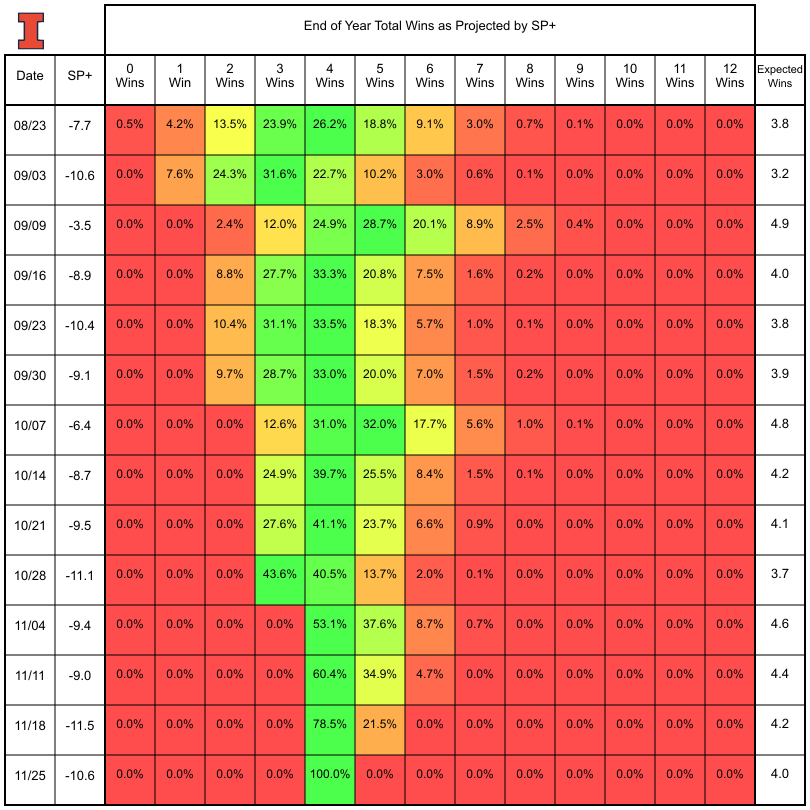 End of Year Total Wins as Projected by SP+
Date SP+ 0 Wins 1 Win 2 Wins 3 Wins 4 Wins 5 Wins 6 Wins 7 Wins 8 Wins 9 Wins 10 Wins 11 Wins 12 Wins Expected Wins
08/23 -7.7 0.5% 4.2% 13.5% 23.9% 26.2% 18.8% 9.1% 3.0% 0.7% 0.1% 0.0% 0.0% 0.0% 3.8
09/03 -10.6 0.0% 7.6% 24.3% 31.6% 22.7% 10.2% 3.0% 0.6% 0.1% 0.0% 0.0% 0.0% 0.0% 3.2
09/09 -3.5 0.0% 0.0% 2.4% 12.0% 24.9% 28.7% 20.1% 8.9% 2.5% 0.4% 0.0% 0.0% 0.0% 4.9
09/16 -8.9 0.0% 0.0% 8.8% 27.7% 33.3% 20.8% 7.5% 1.6% 0.2% 0.0% 0.0% 0.0% 0.0% 4.0
09/23 -10.4 0.0% 0.0% 10.4% 31.1% 33.5% 18.3% 5.7% 1.0% 0.1% 0.0% 0.0% 0.0% 0.0% 3.8
09/30 -9.1 0.0% 0.0% 9.7% 28.7% 33.0% 20.0% 7.0% 1.5% 0.2% 0.0% 0.0% 0.0% 0.0% 3.9
10/07 -6.4 0.0% 0.0% 0.0% 12.6% 31.0% 32.0% 17.7% 5.6% 1.0% 0.1% 0.0% 0.0% 0.0% 4.8
10/14 -8.7 0.0% 0.0% 0.0% 24.9% 39.7% 25.5% 8.4% 1.5% 0.1% 0.0% 0.0% 0.0% 0.0% 4.2
10/21 -9.5 0.0% 0.0% 0.0% 27.6% 41.1% 23.7% 6.6% 0.9% 0.0% 0.0% 0.0% 0.0% 0.0% 4.1
10/28 -11.1 0.0% 0.0% 0.0% 43.6% 40.5% 13.7% 2.0% 0.1% 0.0% 0.0% 0.0% 0.0% 0.0% 3.7
11/04 -9.4 0.0% 0.0% 0.0% 0.0% 53.1% 37.6% 8.7% 0.7% 0.0% 0.0% 0.0% 0.0% 0.0% 4.6
11/11 -9.0 0.0% 0.0% 0.0% 0.0% 60.4% 34.9% 4.7% 0.0% 0.0% 0.0% 0.0% 0.0% 0.0% 4.4
11/18 -11.5 0.0% 0.0% 0.0% 0.0% 78.5% 21.5% 0.0% 0.0% 0.0% 0.0% 0.0% 0.0% 0.0% 4.2
11/25 -10.6 0.0% 0.0% 0.0% 0.0% 100.0% 0.0% 0.0% 0.0% 0.0% 0.0% 0.0% 0.0% 0.0% 4.0